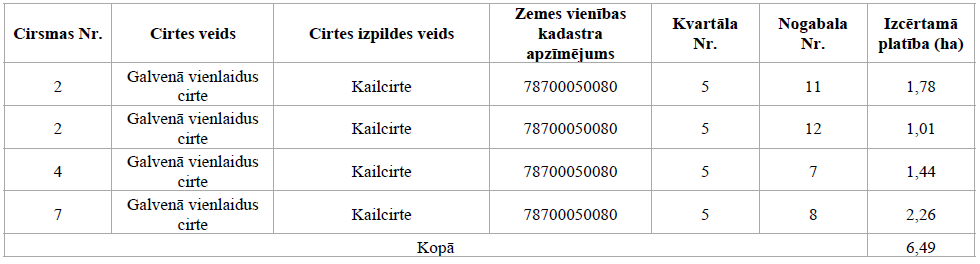 Cirsmas Nr. Cirtes veids Cirtes izpildes veids Zemes vienības kadastra apzīmējums Kvartāla Nr. Nogabala Nr. Izcērtamā platība (ha)
2 Galvenā vienlaidus cirte Kailcirte 78700050080 5 11 1,78
2 Galvenā vienlaidus cirte Kailcirte 78700050080 5 12 1,01
4 Galvenā vienlaidus cirte Kailcirte 78700050080 5 7 1,44
7 Galvenā vienlaidus cirte Kailcirte 78700050080 5 8 2,26
Kopā 6,49